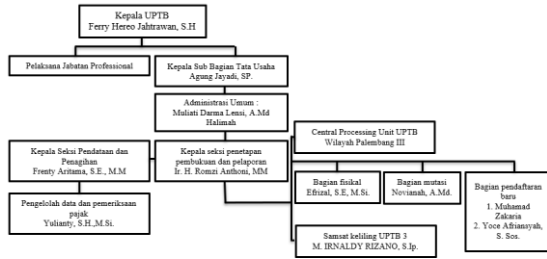 Kepala UPTB
Ferry Hereo Jahtrawan, S.H
Pelaksana Jabatan Professional
Kepala Sub Bagian Tata Usaha
Agung Jayadi, SP.
Administrasi Umum :
Muliati Darma Lensi, A.Md
Halimah
Kepala Seksi Pendataan dan
Penagihan
Frenty Aritama, S.E., M.M
Kepala seksi penetapan
pembukuan dan pelaporan
Ir. H. Romzi Anthoni, MM
Central Processing Unit UPTB
Wilayah Palembang III
Pengelolah data dan pemeriksaan
pajak
Yulianty, S.H.,M.Si.
Bagian fisikal
Efrizal, S.E, M.Si.
Bagian mutasi
Novianah, A.Md.
Bagian pendaftaran
baru
1. Muhamad
Zakaria
2. Yoce Afriansyah,
S. Sos.
Samsat keliling UPTB 3
M. IRNALDY RIZANO, S.Ip.